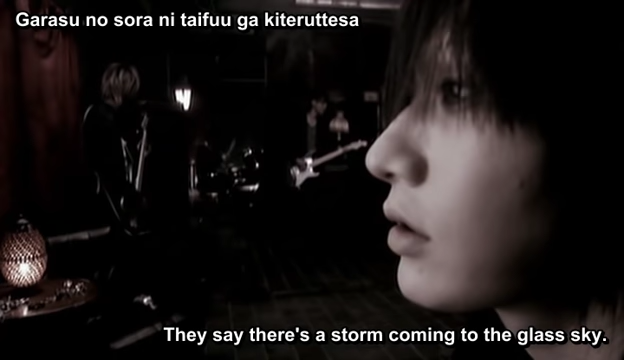 Garasu no sora ni taifuu ga kiteruttesa
They say there's a storm coming to the glass sky.